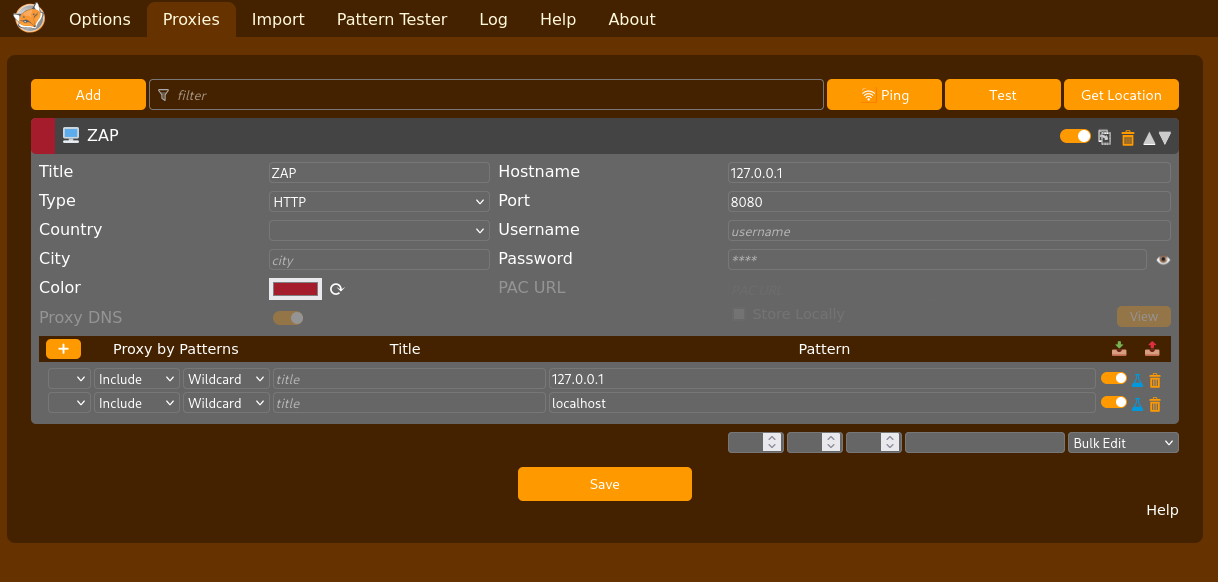 Options Proxies Import Pattern Tester Log Help About
Add filter Ping Test Get Location
ZAP
Title ZAP Hostname 127.0.0.1
Type HTTP Port 8080
Country Username username
City city Password ****
Color PAC URL PAC URL
Proxy DNS Store Locally View
+ Proxy by Patterns Title Pattern
Include Wildcard title 127.0.0.1
Include Wildcard title localhost
Bulk Edit
Save
Help